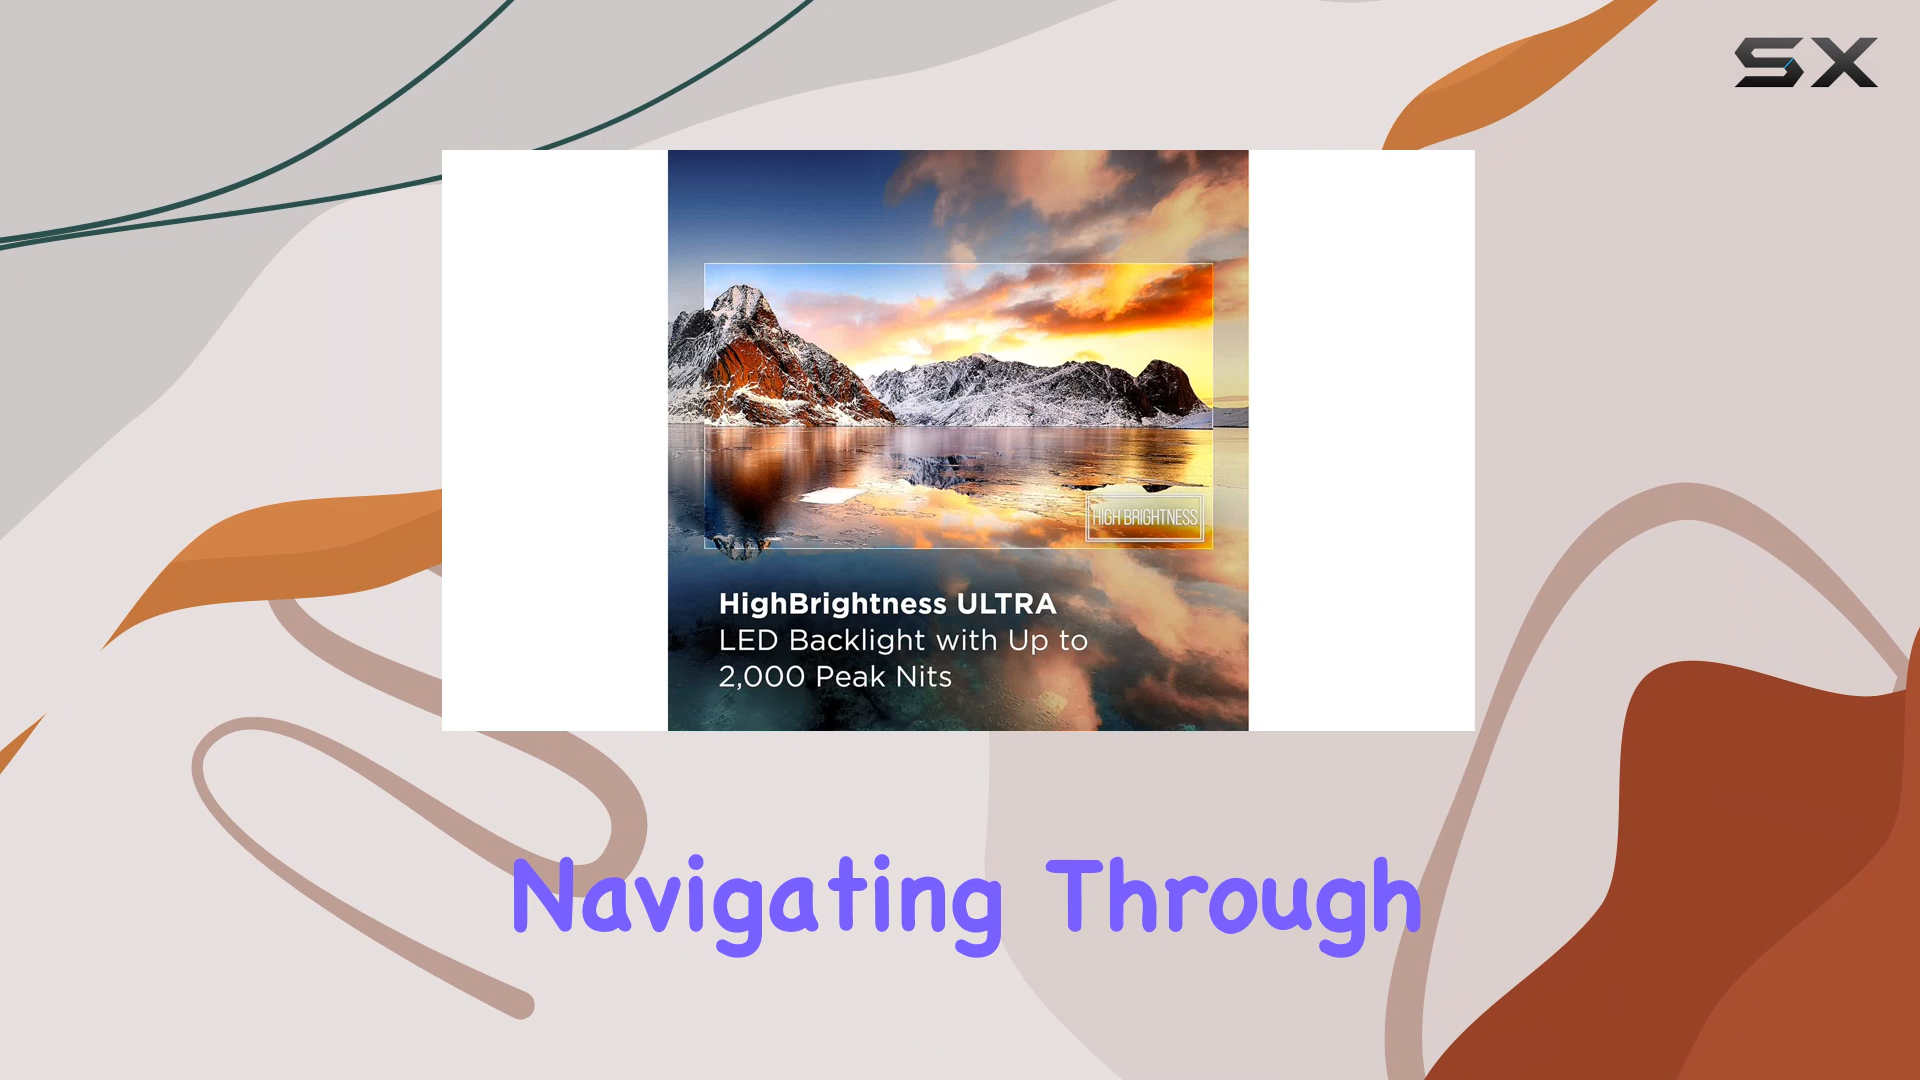 SX
HIGH BRIGHTNESS
HighBrightness ULTRA
LED Backlight with Up to
2,000 Peak Nits
Navigating Through